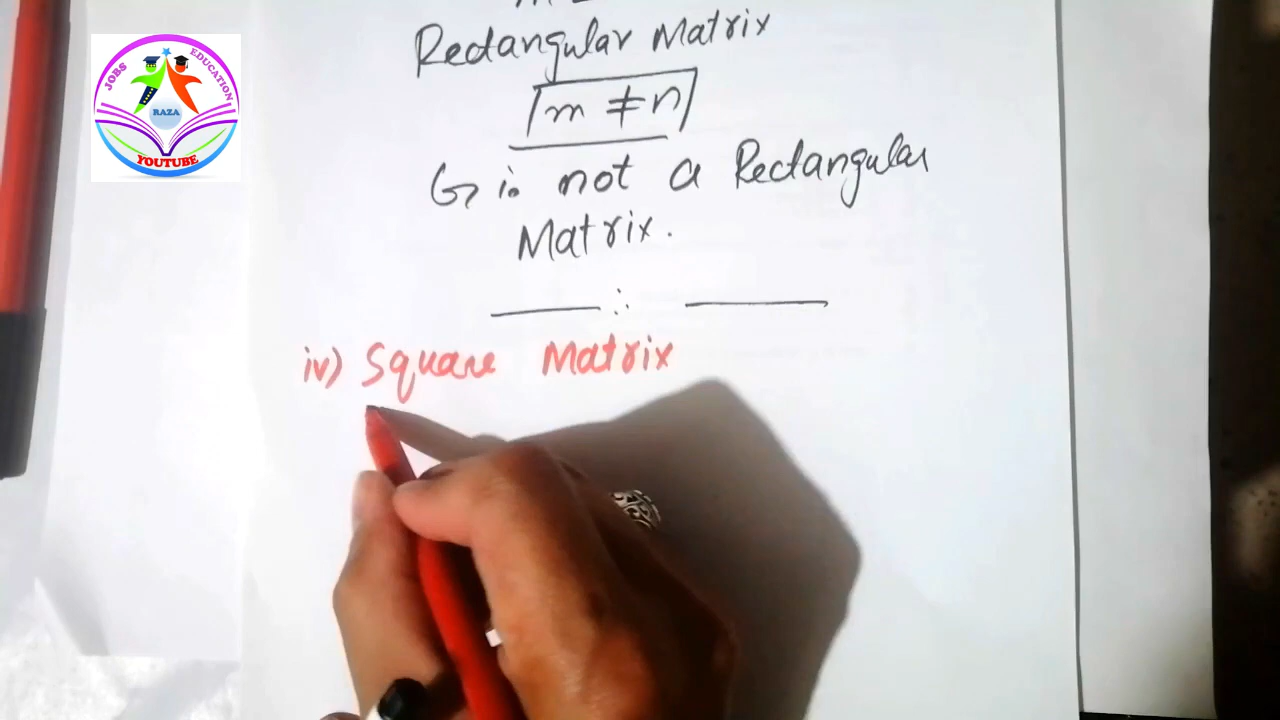 Rectangular Matrix
m ≠ n
G is not a Rectangular
Matrix.
iv) Square Matrix
JOBS
EDUCATION
RAZA
YOUTUBE